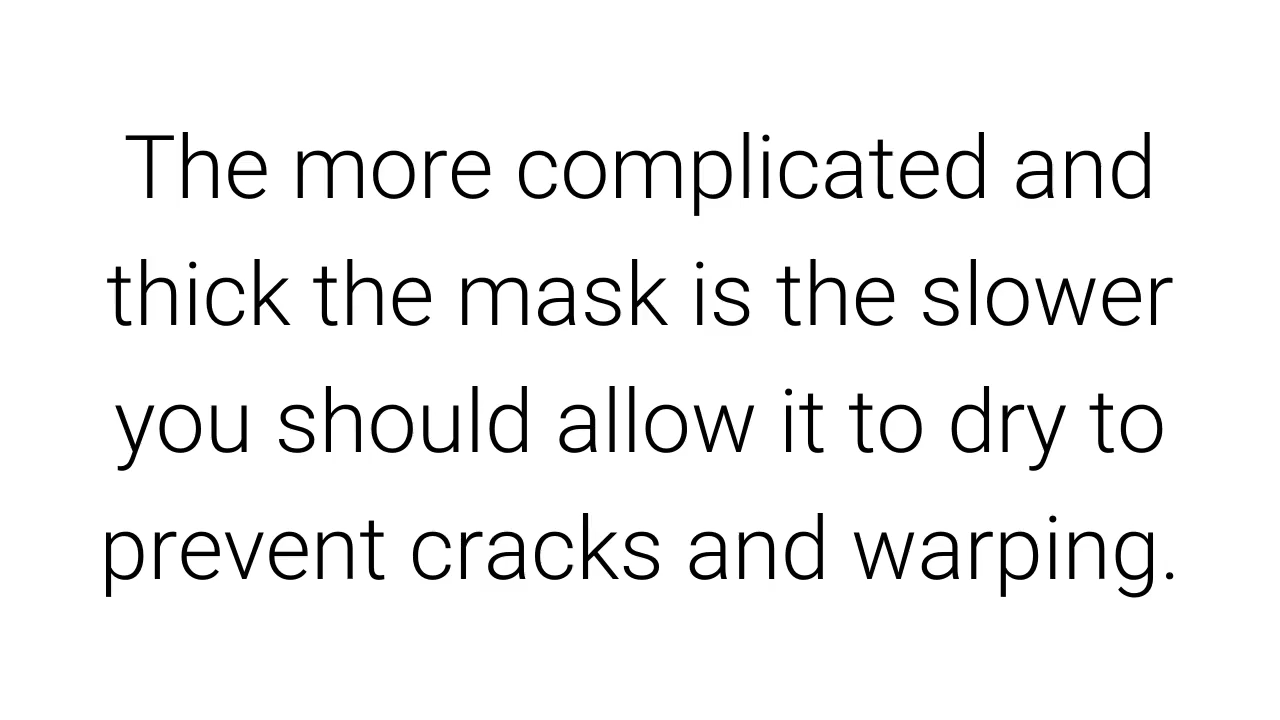 The more complicated and
thick the mask is the slower
you should allow it to dry to
prevent cracks and warping.